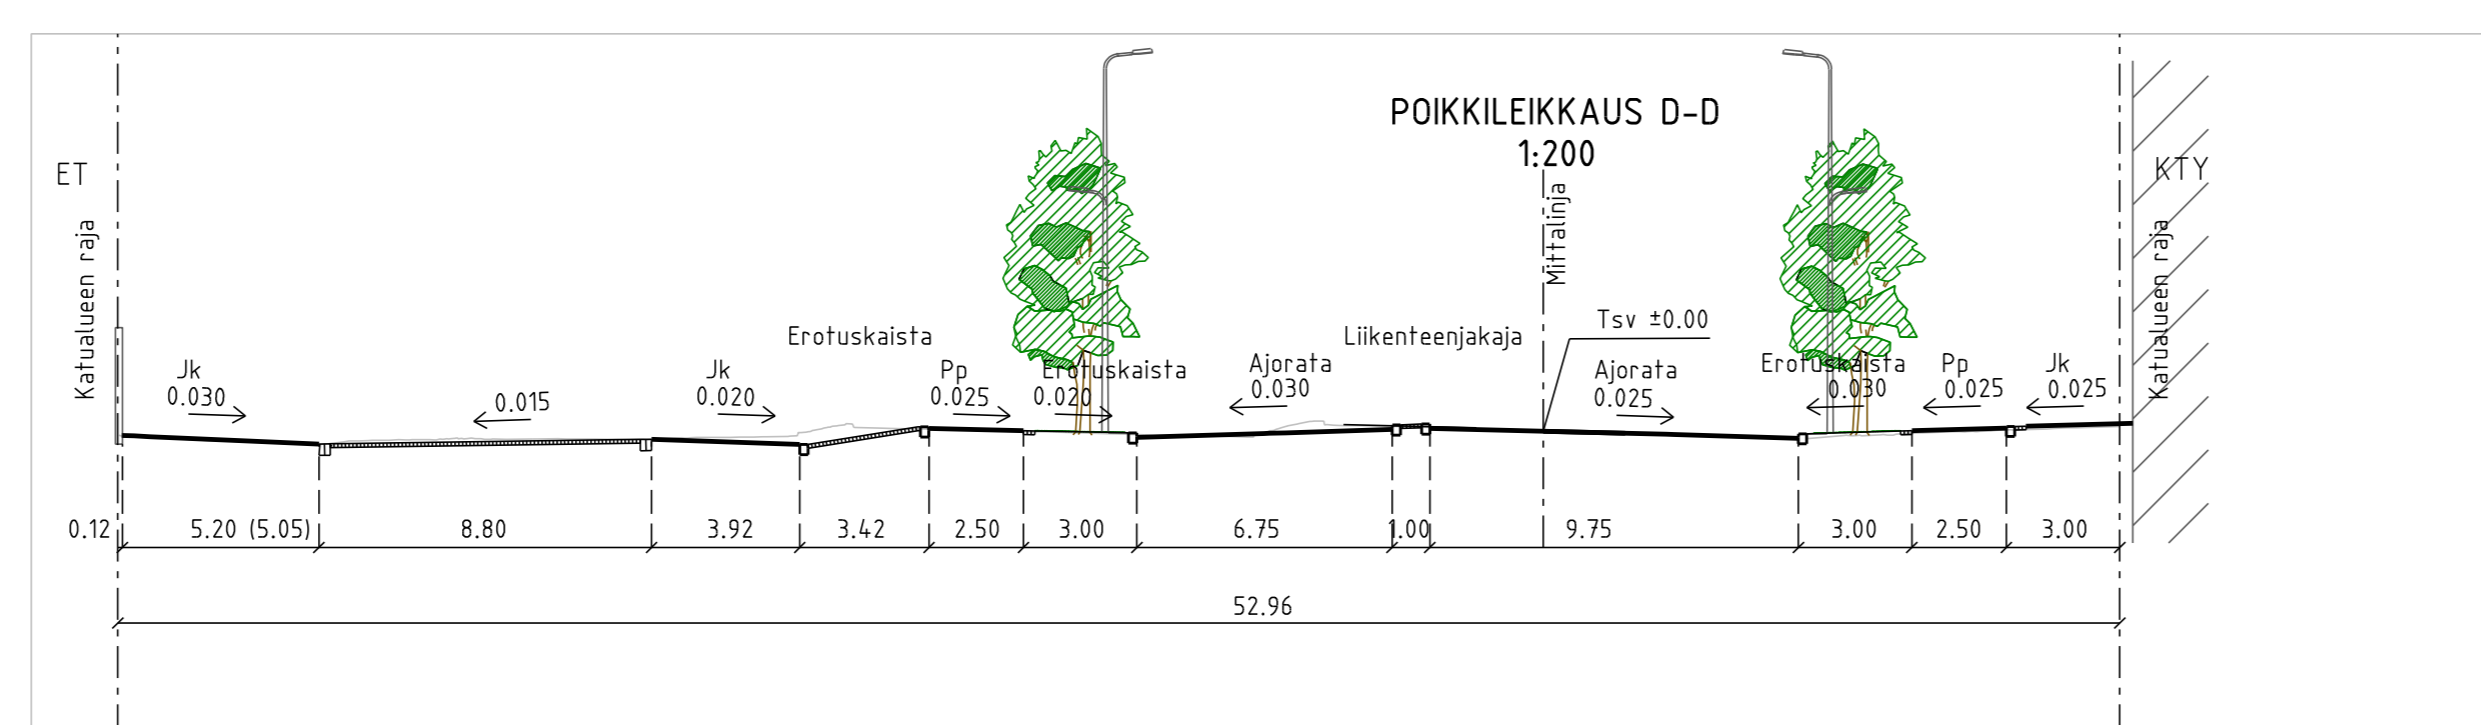 POIKKILEIKKAUS D-D
1:200
ET
KTY
Katualueen raja
Mittalinja
Katualueen raja
Tsv ±0.00
Erotuskaista
Liikenteenjakaja
Jk
0.030
0.015
Jk
0.020
Pp
0.025
Erotuskaista
0.020
Ajorata
0.030
Ajorata
0.025
Erotuskaista
0.030
Pp
0.025
Jk
0.025
0.12 5.20 (5.05) 8.80 3.92 3.42 2.50 3.00 6.75 1.00 9.75 3.00 2.50 3.00
52.96